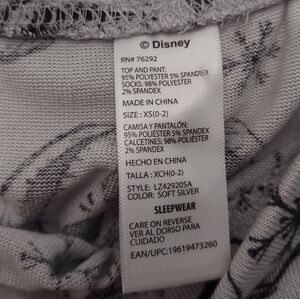 © Disney
RN# 76292
TOP AND PANT:
95% POLYESTER 5% SPANDEX
SOCKS: 98% POLYESTER
2% SPANDEX
MADE IN CHINA
SIZE : XS(0-2)
CAMISA Y PANTALÓN:
95% POLIÉSTER 5% SPANDEX
CALCETINES: 98% POLIÉSTER
2% SPANDEX
HECHO EN CHINA
TALLA : XCH(0-2)
STYLE: LZ42920SA
COLOR: SOFT SILVER
SLEEPWEAR
CARE ON REVERSE
VER AL DORSO PARA
CUIDADO
EAN/UPC:19619473260